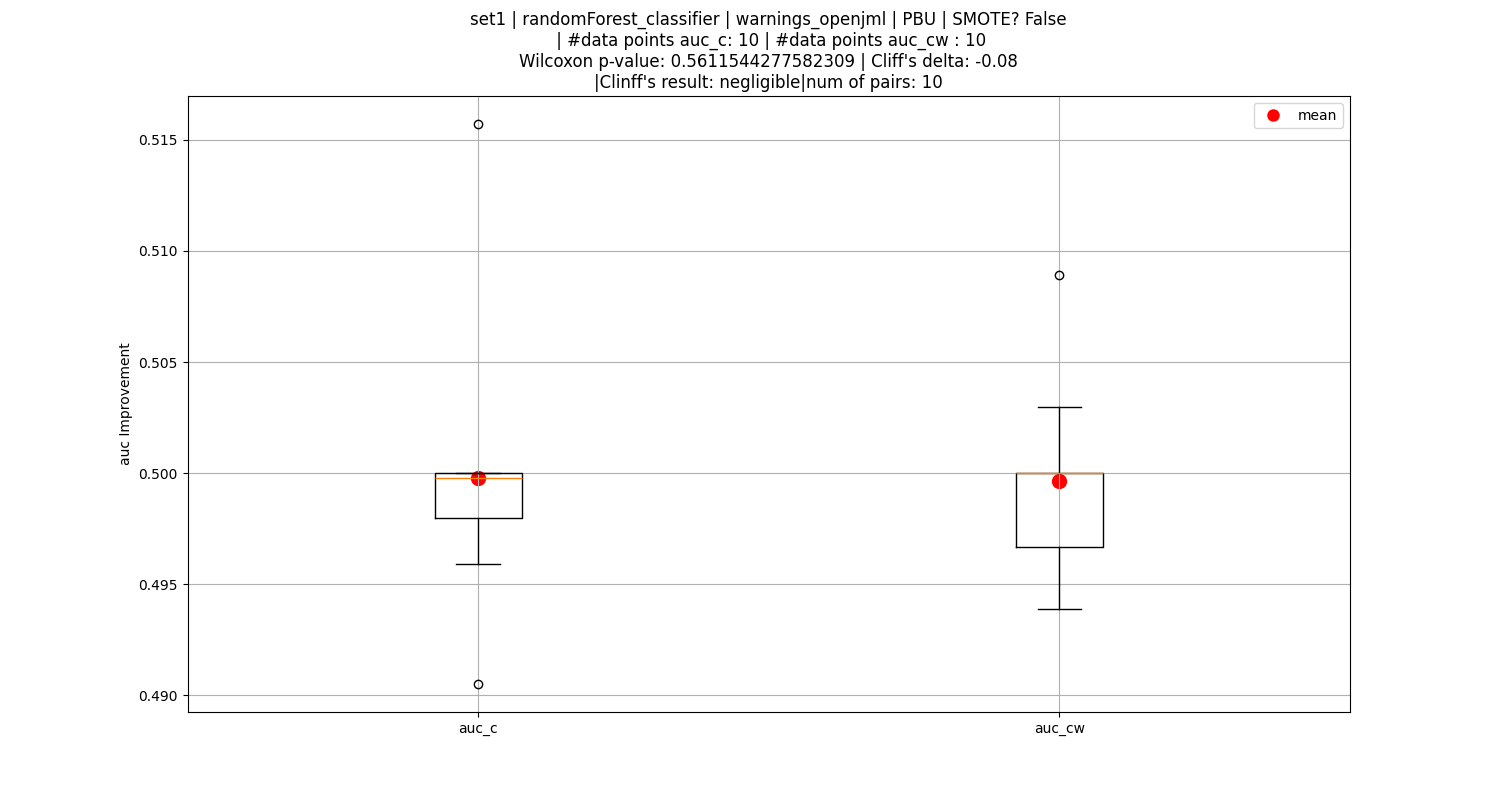 set1 | randomForest_classifier | warnings_openjml | PBU | SMOTE? False
| #data points auc_c: 10 | #data points auc_cw : 10
Wilcoxon p-value: 0.5611544277582309 | Cliff's delta: -0.08
|Clinff's result: negligible|num of pairs: 10
mean
0.515
0.510
0.505
0.500
0.495
0.490
auc Improvement
auc_c
auc_cw